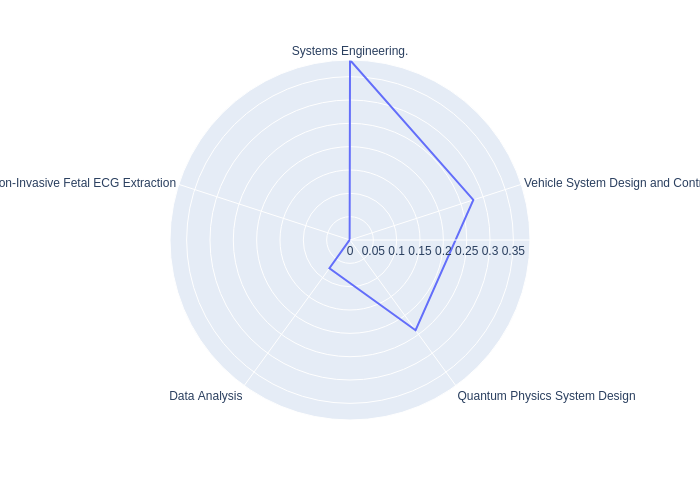 Systems Engineering.
on-Invasive Fetal ECG Extraction
Vehicle System Design and Contr
0 0.05 0.1 0.15 0.2 0.25 0.3 0.35
Data Analysis
Quantum Physics System Design